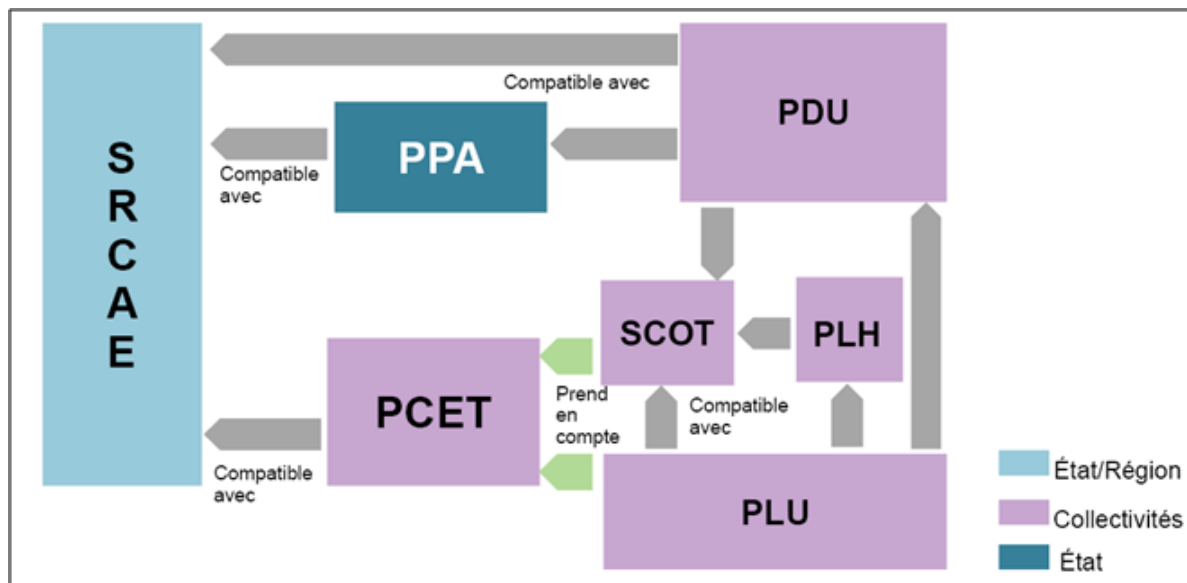 S
R
C
A
E
Compatible avec
PDU
PPA
Compatible
avec
SCOT
PLH
PCET
Prend
en
compte
Compatible
avec
Compatible
avec
PLU
État/Région
Collectivités
État